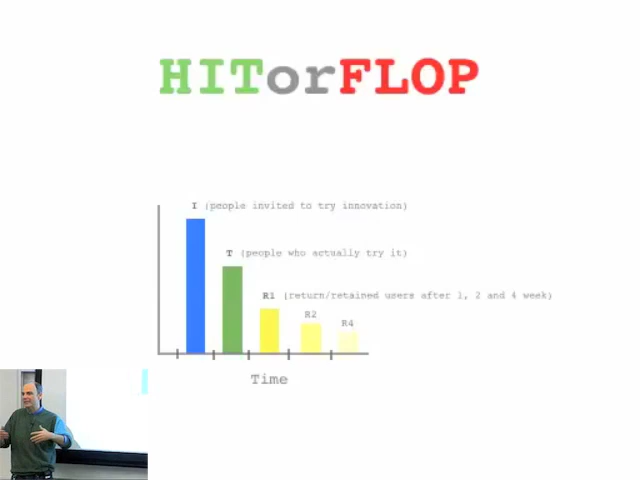 HITorFLOP
I (people invited to try innovation)
T (people who actually try it)
R1 (return/retained users after 1, 2 and 4 week)
R2
R4
Time